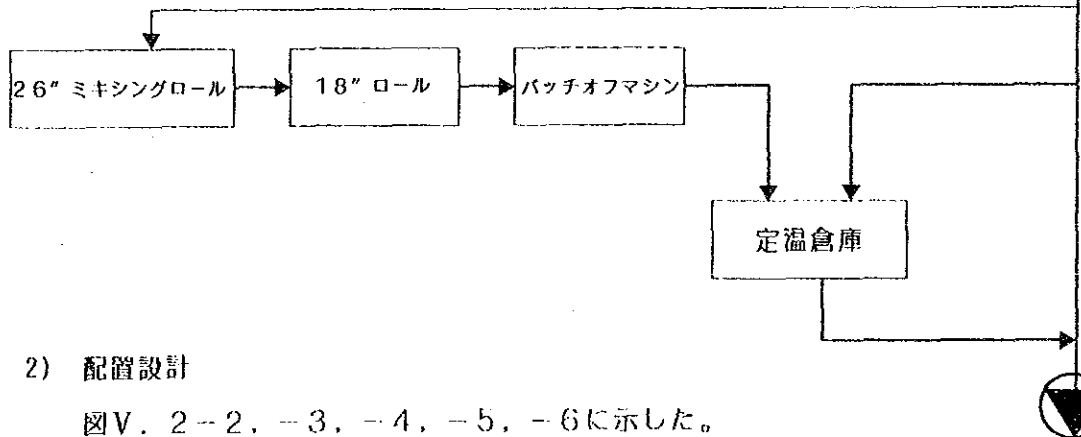 26" ミキシングロール
18" ロール
バッチオフマシン
定温倉庫
2) 配置設計
図V. 2-2, -3, -4, -5, -6に示した。